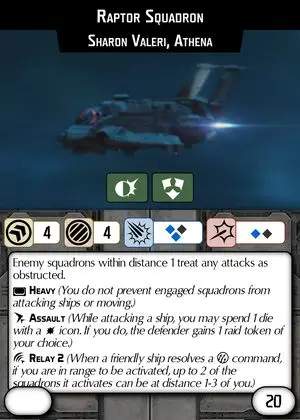 Raptor Squadron
Sharon Valeri, Athena
4 4
Enemy squadrons within distance 1 treat any attacks as
obstructed.
Heavy (You do not prevent engaged squadrons from
attacking ships or moving.)
Assault (While attacking a ship, you may spend 1 die
with a icon. If you do, the defender gains 1 raid token of
your choice.)
Relay 2 (When a friendly ship resolves a command,
if you are in range to be activated, up to 2 of the
squadrons it activates can be at distance 1-3 of you.)
20